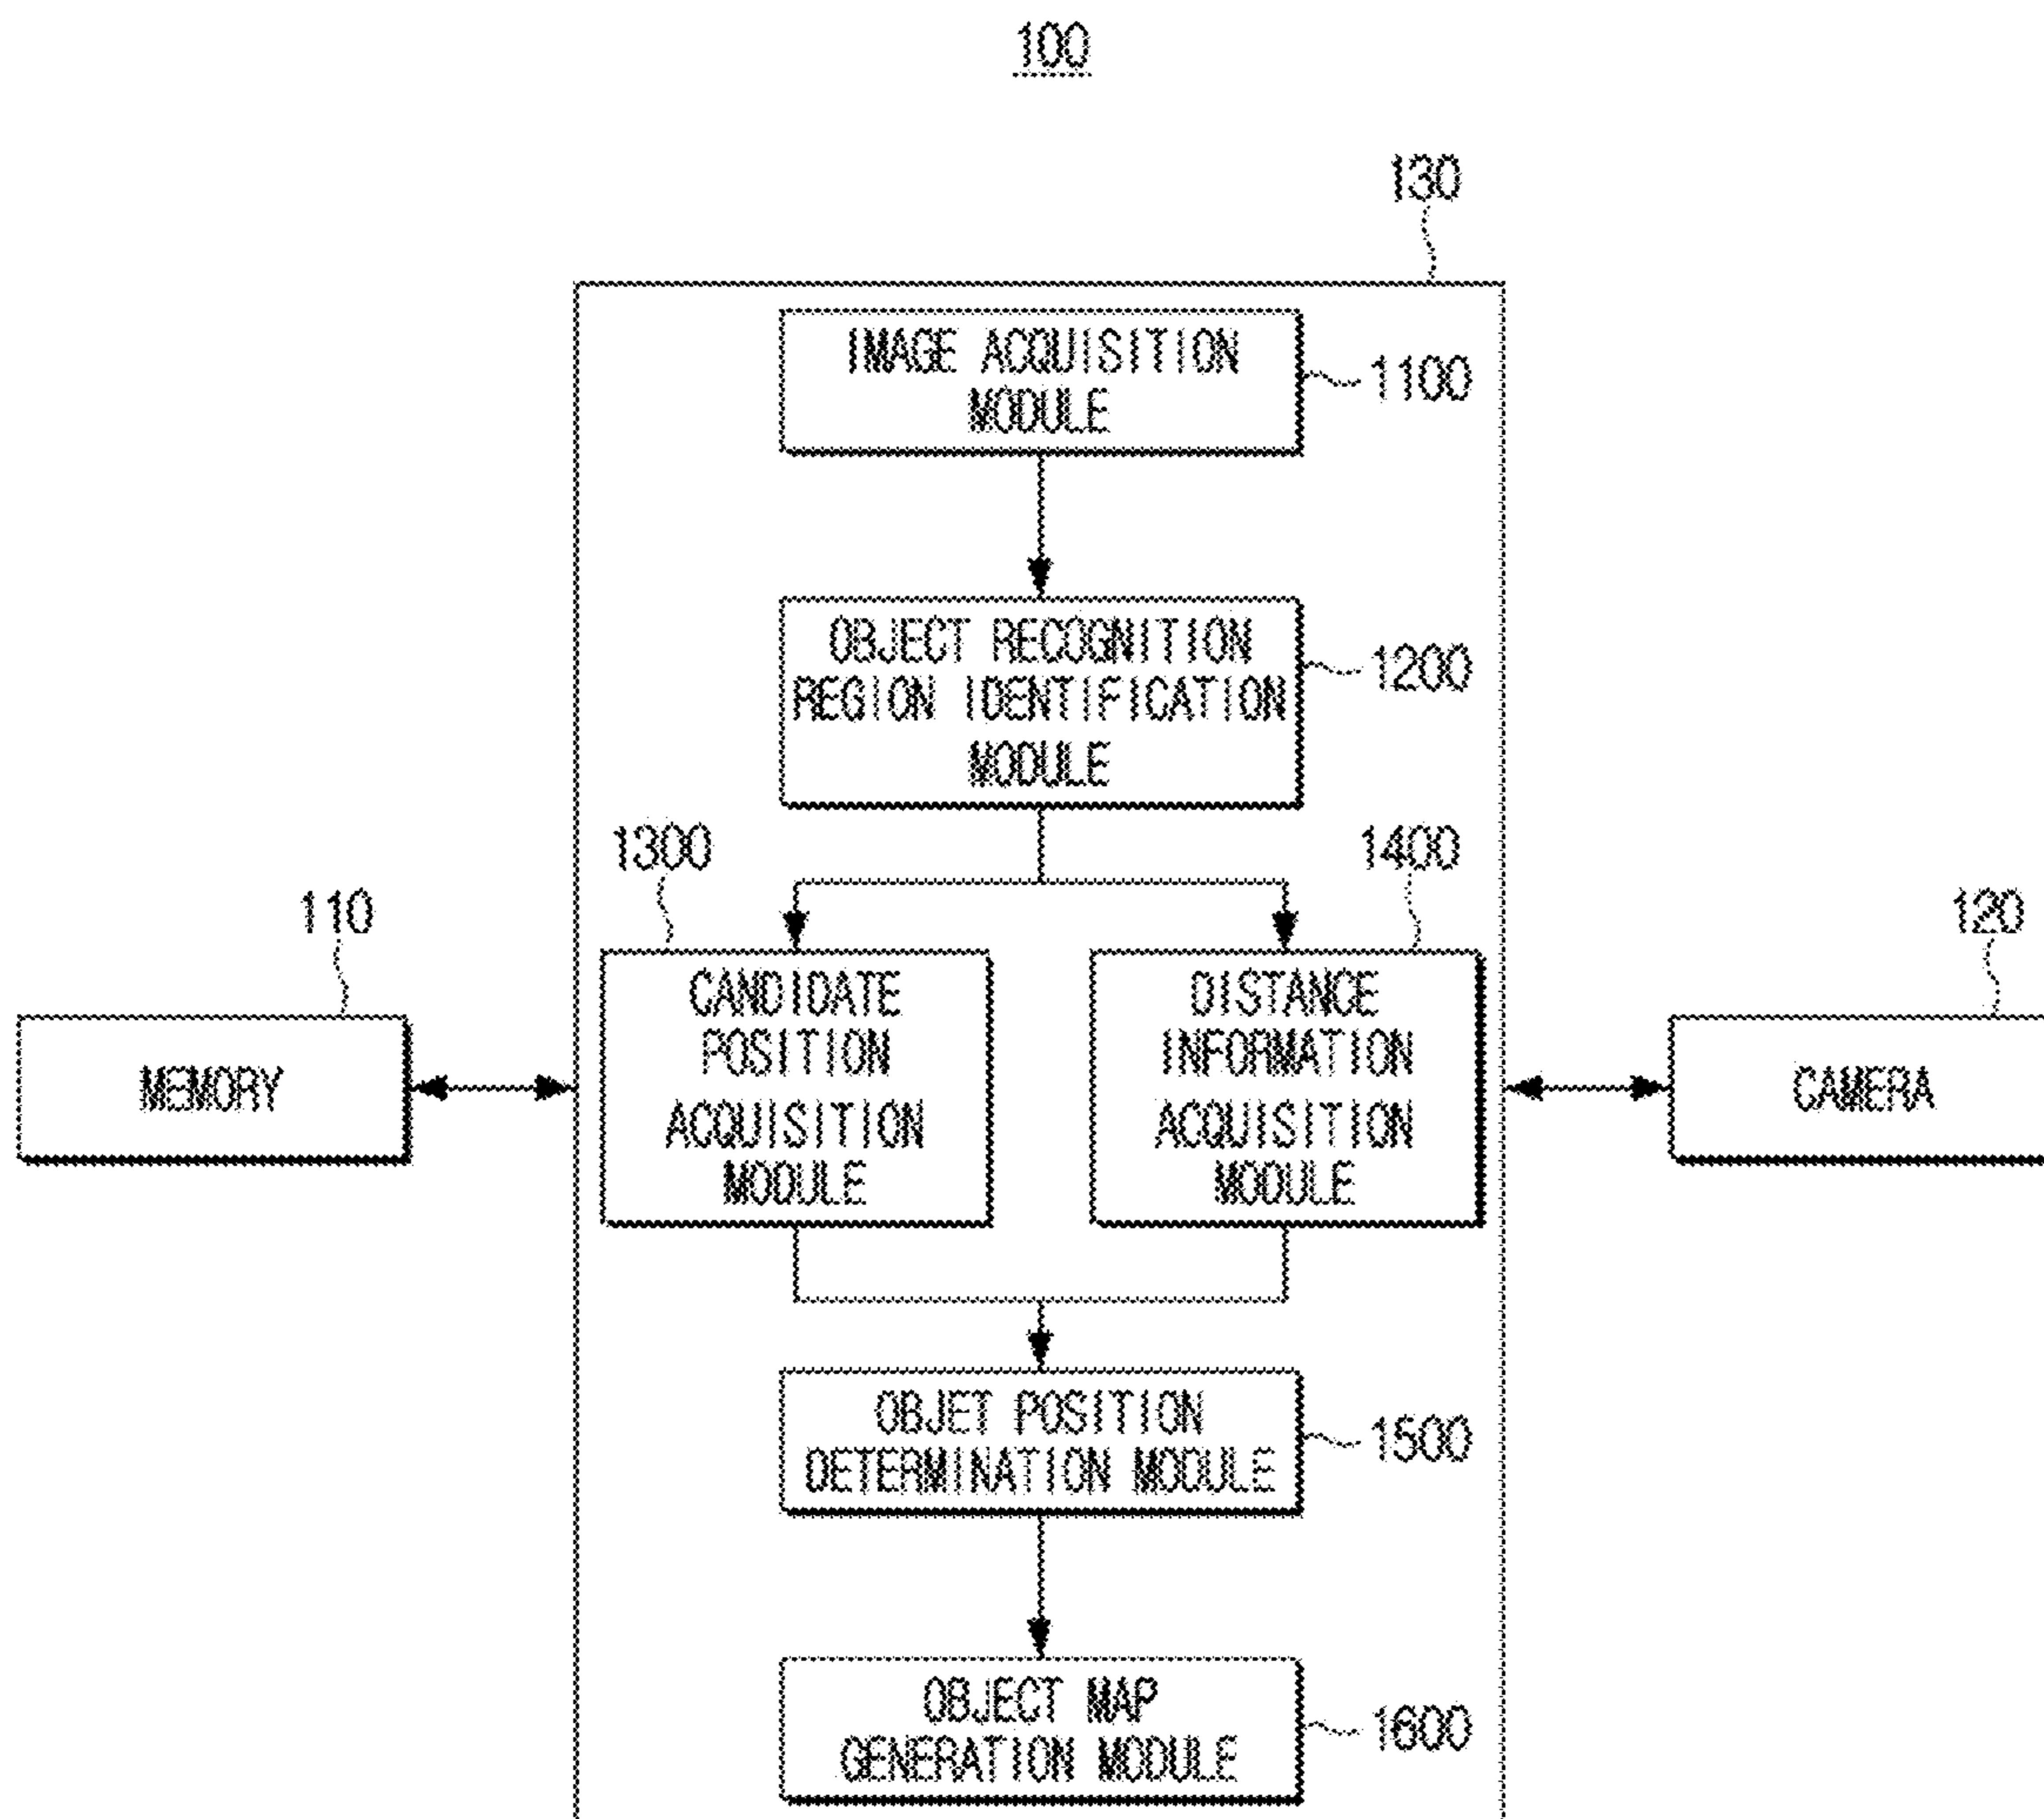 100
130
IMAGE ACQUISITION
MODULE
1100
OBJECT RECOGNITION
REGION IDENTIFICATION
MODULE
1200
1300
1400
110
120
MEMORY
CANDIDATE
POSITION
ACQUISITION
MODULE
DISTANCE
INFORMATION
ACQUISITION
MODULE
CAMERA
OBJET POSITION
DETERMINATION MODULE
1500
OBJECT MAP
GENERATION MODULE
1600